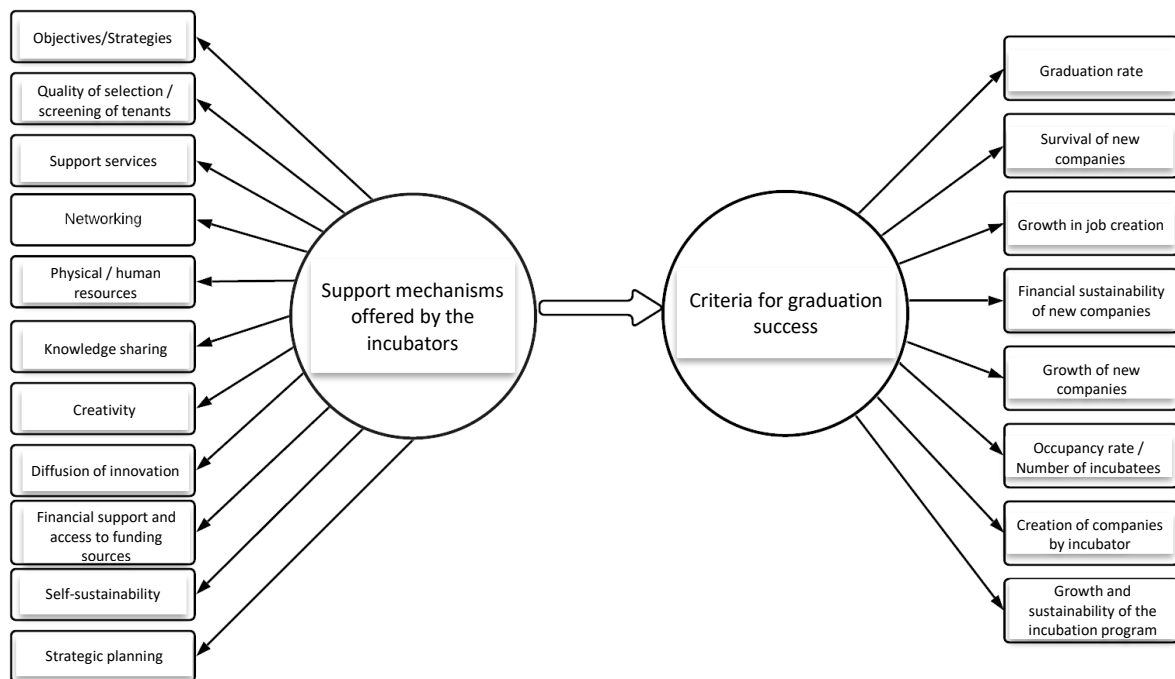 Objectives/Strategies
Quality of selection /
screening of tenants
Support services
Networking
Physical / human
resources
Knowledge sharing
Creativity
Diffusion of innovation
Financial support and
access to funding
sources
Self-sustainability
Strategic planning
Support mechanisms
offered by the
incubators
Criteria for graduation
success
Graduation rate
Survival of new
companies
Growth in job creation
Financial sustainability
of new companies
Growth of new
companies
Occupancy rate /
Number of incubatees
Creation of companies
by incubator
Growth and
sustainability of the
incubation program